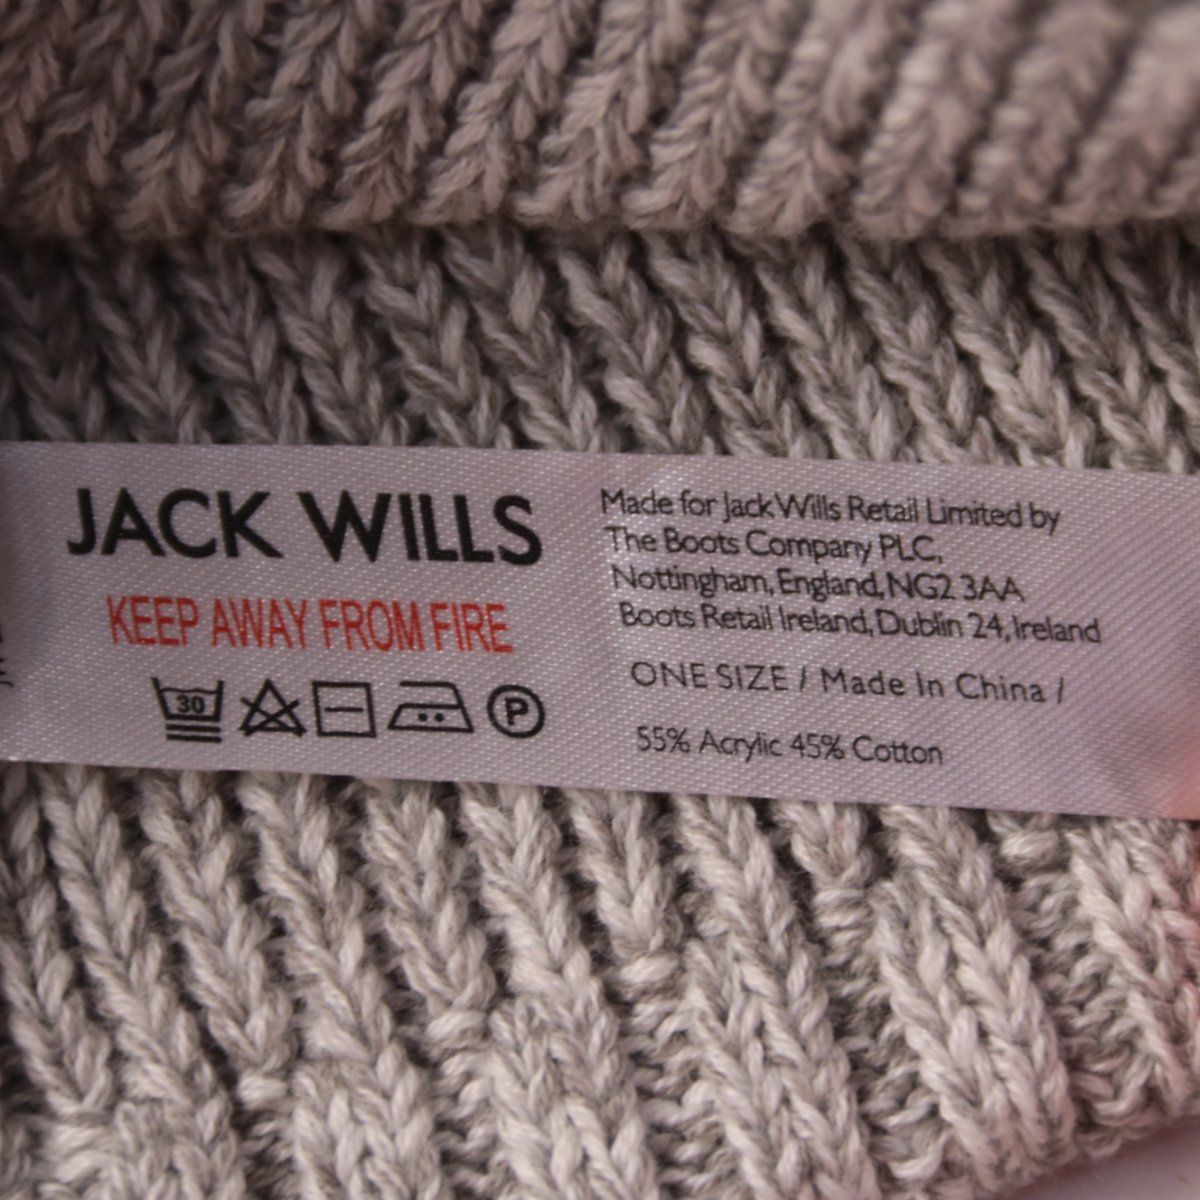 JACK WILLS
KEEP AWAY FROM FIRE
30
P
Made for Jack Wills Retail Limited by
The Boots Company PLC,
Nottingham, England, NG2 3AA
Boots Retail Ireland, Dublin 24, Ireland
ONE SIZE / Made In China /
55% Acrylic 45% Cotton